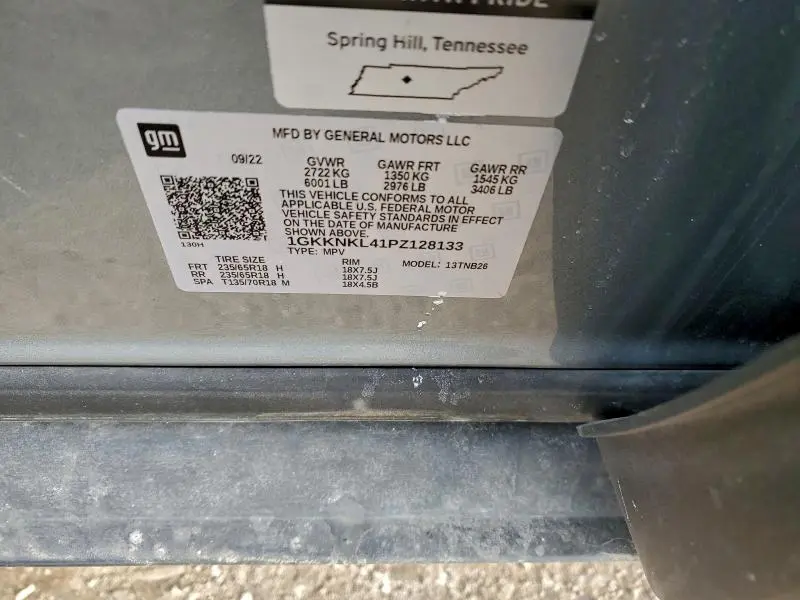 PRIDE
Spring Hill, Tennessee
gm
MFD BY GENERAL MOTORS LLC
09/22 GVWR GAWR FRT GAWR RR
2722 KG 1350 KG 1545 KG
6001 LB 2976 LB 3406 LB
THIS VEHICLE CONFORMS TO ALL
APPLICABLE U.S. FEDERAL MOTOR
VEHICLE SAFETY STANDARDS IN EFFECT
ON THE DATE OF MANUFACTURE
SHOWN ABOVE.
130H
1GKKNKL41PZ128133
TYPE: MPV MODEL: 13TNB26
TIRE SIZE RIM
FRT 235/65R18 H 18X7.5J
RR 235/65R18 H 18X7.5J
SPA T135/70R18 M 18X4.5B